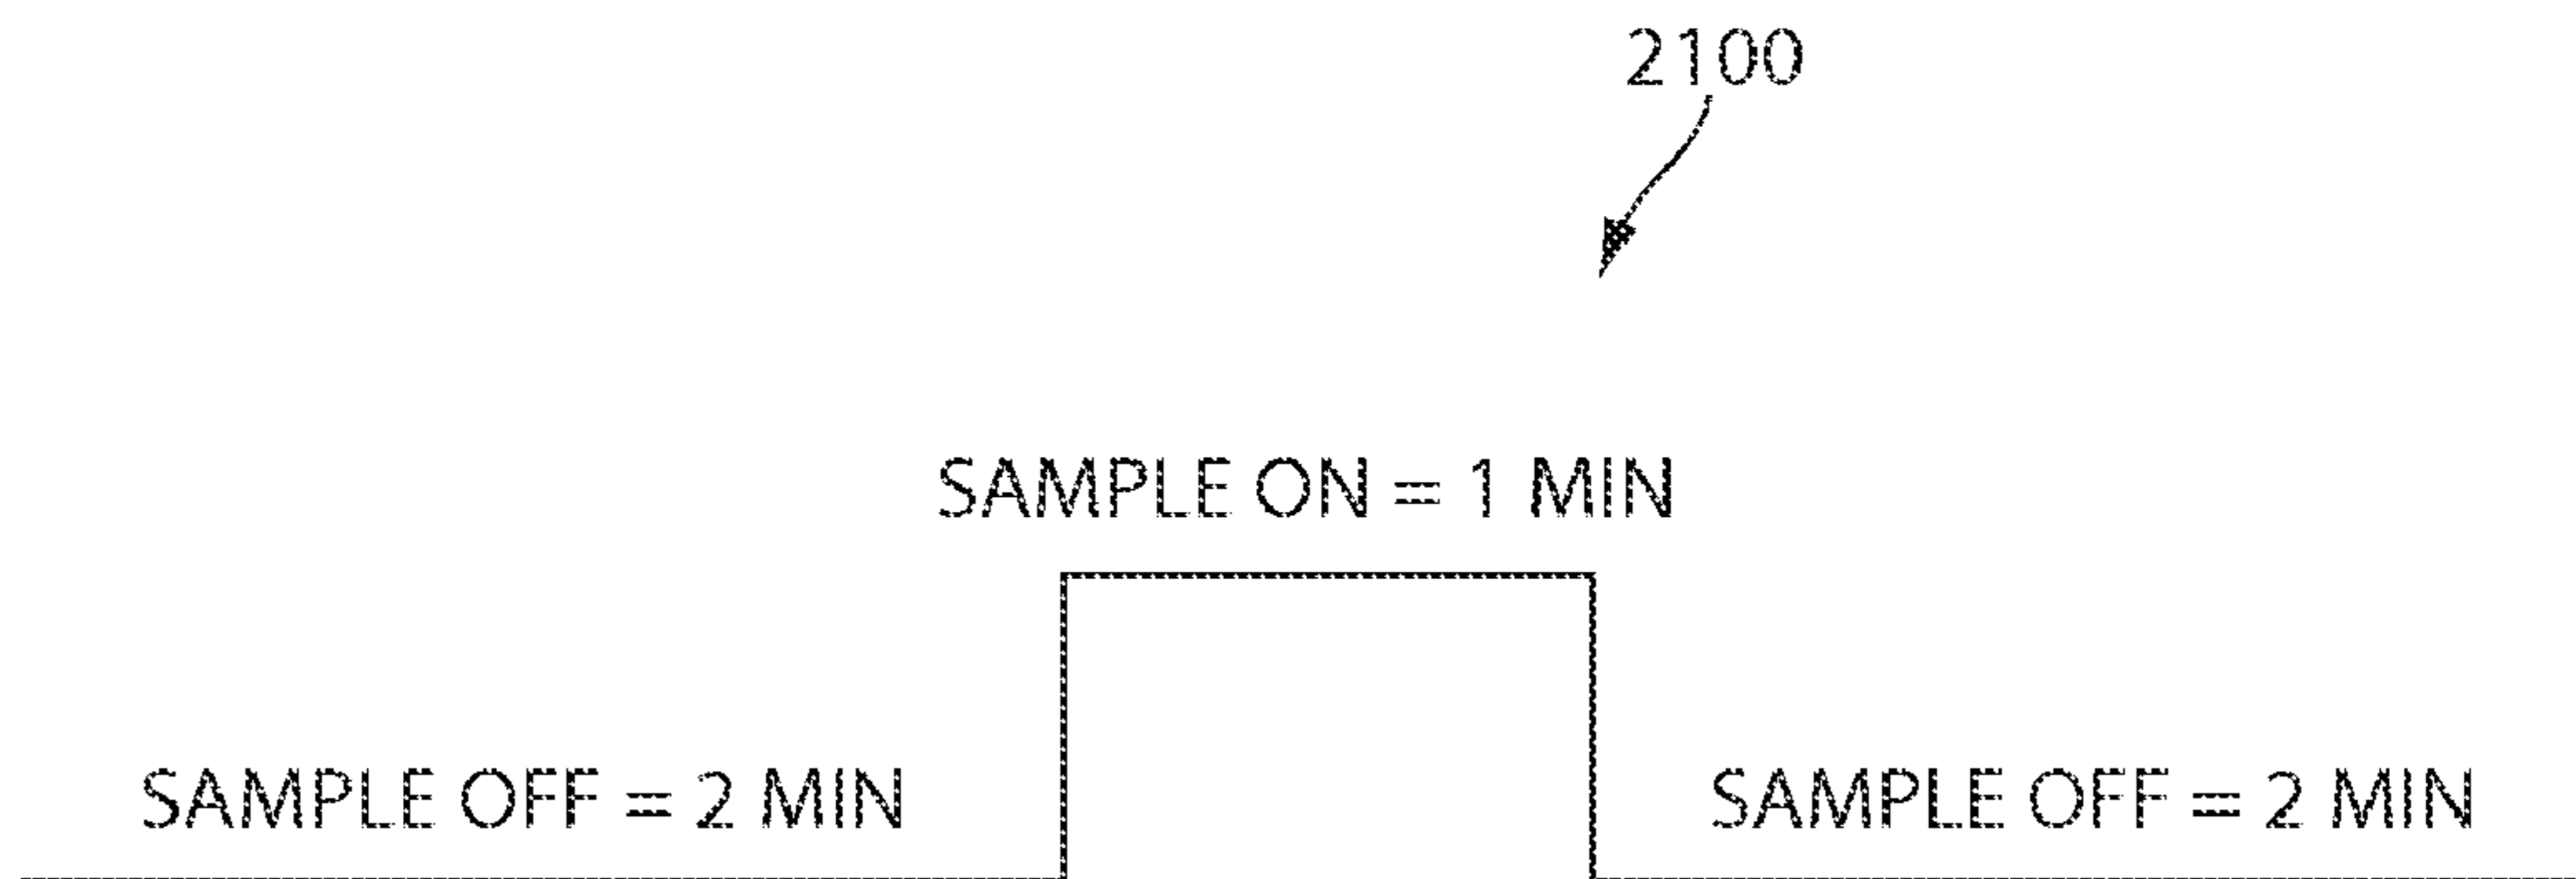 2100
SAMPLE ON = 1 MIN
SAMPLE OFF = 2 MIN
SAMPLE OFF = 2 MIN